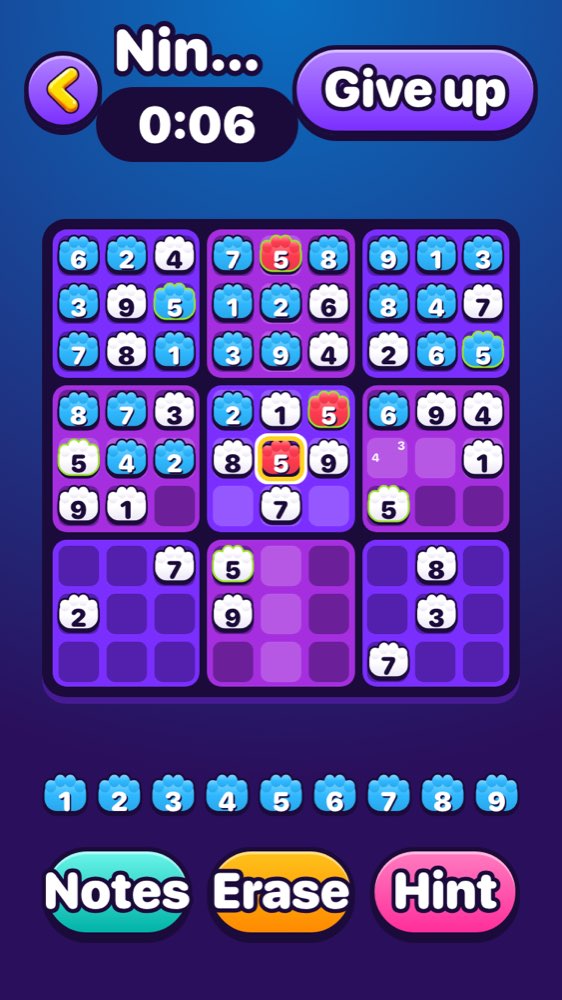 Nin...
0:06
Give up
6 2 4 7 5 8 9 1 3
3 9 5 1 2 6 8 4 7
7 8 1 3 9 4 2 6 5
8 7 3 2 1 5 6 9 4
5 4 2 8 5 9 4 3 1
9 1 7 5
7 5 8
2 9 3
7
1 2 3 4 5 6 7 8 9
Notes Erase Hint